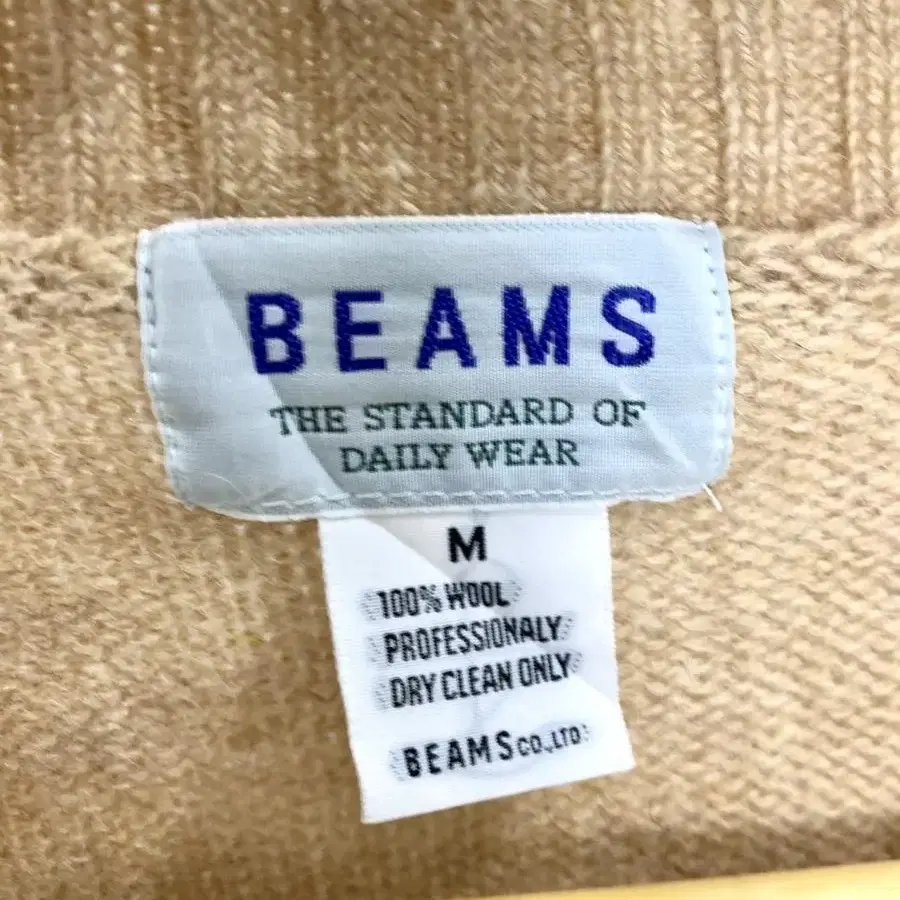 BEAMS
THE STANDARD OF
DAILY WEAR
M
100% WOOL
PROFESSIONALY
DRY CLEAN ONLY
BEAMS CO.,LTD